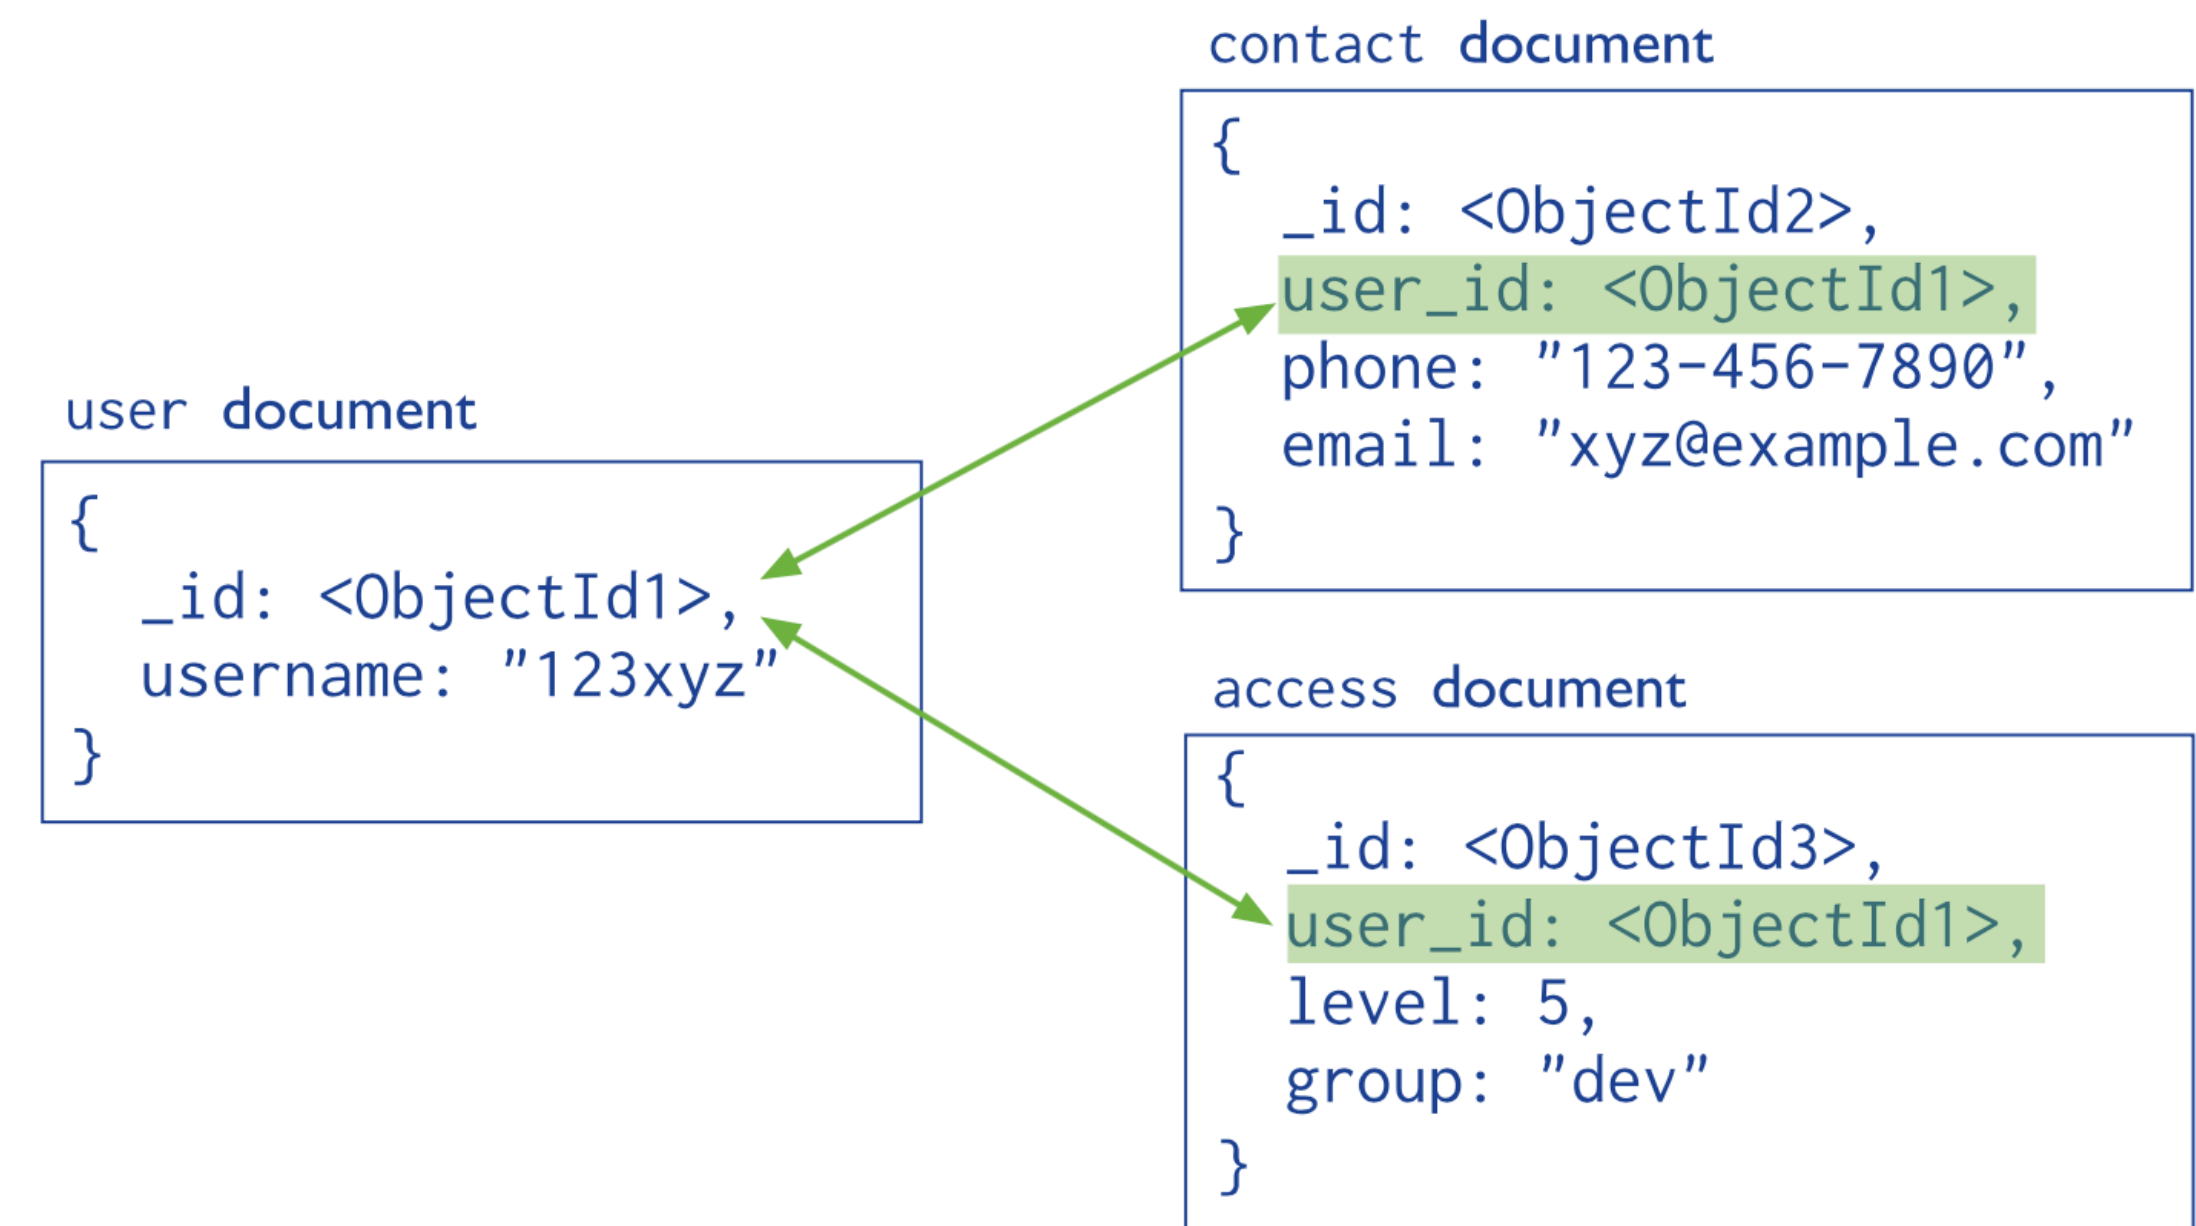 user document
{
_id: <ObjectId1>,
username: "123xyz"
}
contact document
{
_id: <ObjectId2>,
user_id: <ObjectId1>,
phone: "123-456-7890",
email: "xyz@example.com"
}
access document
{
_id: <ObjectId3>,
user_id: <ObjectId1>,
level: 5,
group: "dev"
}